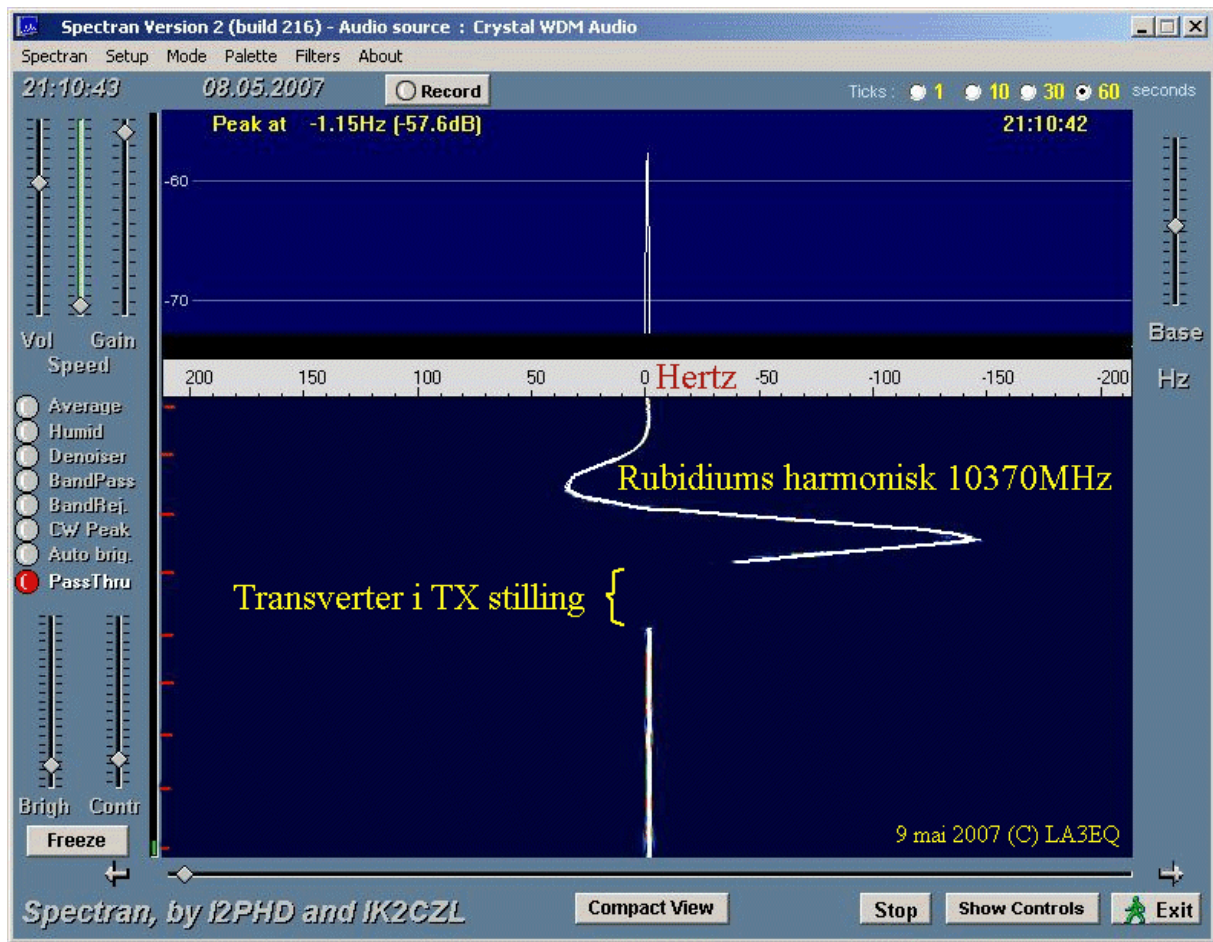 Spectran Version 2 (build 216) - Audio source : Crystal WDM Audio
Spectran Setup Mode Palette Filters About
21:10:43 08.05.2007 Record Ticks : 1 10 30 60 seconds
Peak at -1.15Hz (-57.6dB) 21:10:42
-60
-70
Vol Gain
Speed
Base
200 150 100 50 0 Hertz -50 -100 -150 -200 Hz
Average
Humid
Denoiser
BandPass
BandRej.
CW Peak
Auto brig.
PassThru
Rubidiums harmonisk 10370MHz
Transverter i TX stilling {
Brigh Contr
Freeze
9 mai 2007 (C) LA3EQ
Spectran, by I2PHD and IK2CZL
Compact View Stop Show Controls Exit